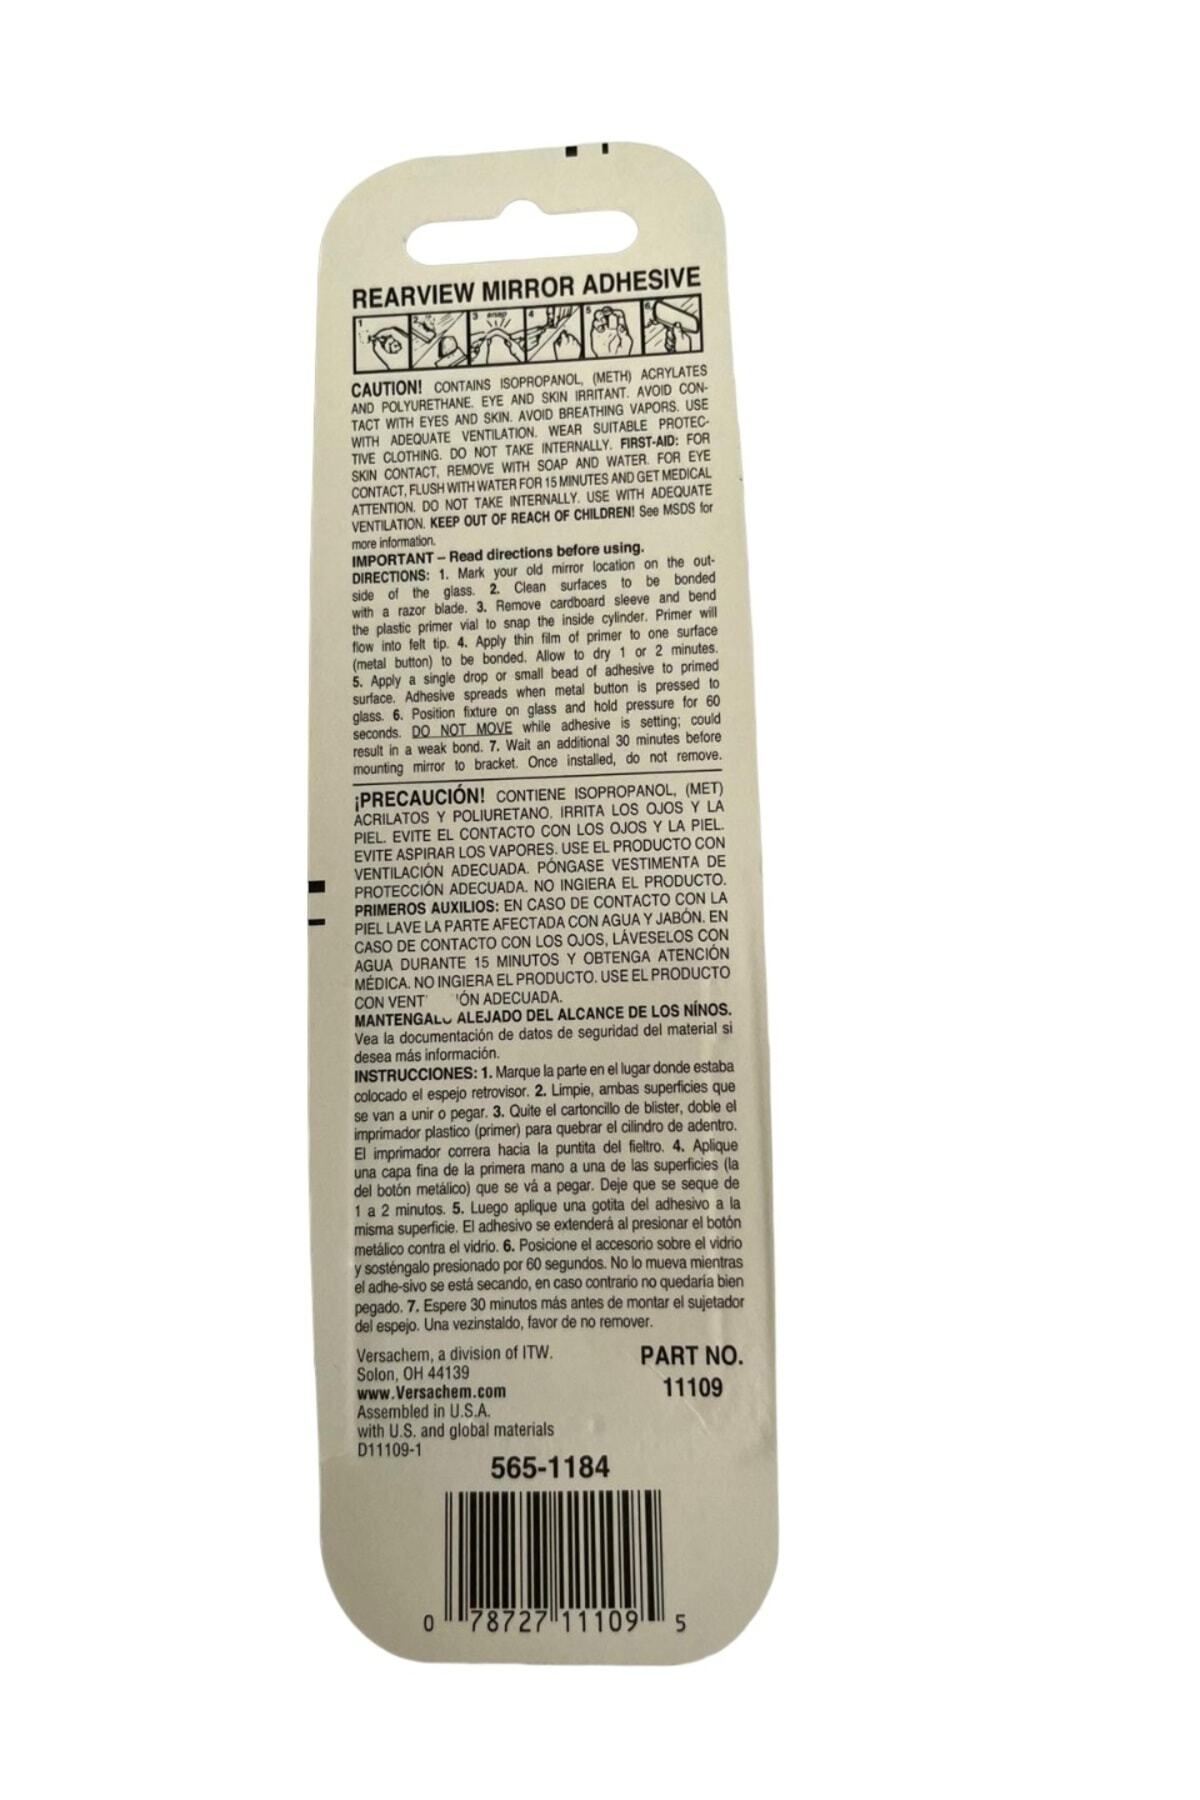 REARVIEW MIRROR ADHESIVE
1 2 3 snap 4 5 6
CAUTION! CONTAINS ISOPROPANOL, (METH) ACRYLATES
AND POLYURETHANE. EYE AND SKIN IRRITANT. AVOID CON-
TACT WITH EYES AND SKIN. AVOID BREATHING VAPORS. USE
WITH ADEQUATE VENTILATION. WEAR SUITABLE PROTEC-
TIVE CLOTHING. DO NOT TAKE INTERNALLY. FIRST-AID: FOR
SKIN CONTACT, REMOVE WITH SOAP AND WATER. FOR EYE
CONTACT, FLUSH WITH WATER FOR 15 MINUTES AND GET MEDICAL
ATTENTION. DO NOT TAKE INTERNALLY. USE WITH ADEQUATE
VENTILATION. KEEP OUT OF REACH OF CHILDREN! See MSDS for
more information.
IMPORTANT – Read directions before using.
DIRECTIONS: 1. Mark your old mirror location on the out-
side of the glass. 2. Clean surfaces to be bonded
with a razor blade. 3. Remove cardboard sleeve and bend
the plastic primer vial to snap the inside cylinder. Primer will
flow into felt tip. 4. Apply thin film of primer to one surface
(metal button) to be bonded. Allow to dry 1 or 2 minutes.
5. Apply a single drop or small bead of adhesive to primed
surface. Adhesive spreads when metal button is pressed to
glass. 6. Position fixture on glass and hold pressure for 60
seconds. DO NOT MOVE while adhesive is setting; could
result in a weak bond. 7. Wait an additional 30 minutes before
mounting mirror to bracket. Once installed, do not remove.
¡PRECAUCIÓN! CONTIENE ISOPROPANOL, (MET)
ACRILATOS Y POLIURETANO. IRRITA LOS OJOS Y LA
PIEL. EVITE EL CONTACTO CON LOS OJOS Y LA PIEL.
EVITE ASPIRAR LOS VAPORES. USE EL PRODUCTO CON
VENTILACIÓN ADECUADA. PÓNGASE VESTIMENTA DE
PROTECCIÓN ADECUADA. NO INGIERA EL PRODUCTO.
PRIMEROS AUXILIOS: EN CASO DE CONTACTO CON LA
PIEL LAVE LA PARTE AFECTADA CON AGUA Y JABÓN. EN
CASO DE CONTACTO CON LOS OJOS, LÁVESELOS CON
AGUA DURANTE 15 MINUTOS Y OBTENGA ATENCIÓN
MÉDICA. NO INGIERA EL PRODUCTO. USE EL PRODUCTO
CON ADECUADA.
ALEJADO DEL ALCANCE DE LOS NÍNOS.
Vea la documentación de datos de seguridad del material si
desea más información.
INSTRUCCIONES: 1. Marque la parte en el lugar donde estaba
colocado el espejo retrovisor. 2. Limpie, ambas superficies que
se van a unir o pegar. 3. Quite el cartoncillo de blister, doble el
imprimador plastico (primer) para quebrar el cilindro de adentro.
El imprimador correra hacia la puntita del fieltro. 4. Aplique
una capa fina de la primera mano a una de las superficies (la
del botón metálico) que se vá a pegar. Deje que se seque de
1 a 2 minutos. 5. Luego aplique una gotita del adhesivo a la
misma superficie. El adhesivo se extenderá al presionar el botón
metálico contra el vidrio. 6. Posicione el accesorio sobre el vidrio
y sosténgalo presionado por 60 segundos. No lo mueva mientras
el adhe-sivo se está secando, en caso contrario no quedaría bien
pegado. 7. Espere 30 minutos más antes de montar el sujetador
del espejo. Una vezinstaldo, favor de no remover.
Versachem, a division of ITW.
Solon, OH 44139
www.Versachem.com
Assembled in U.S.A.
with U.S. and global materials
D11109-1
PART NO.
11109
565-1184
0 78727 11109 5